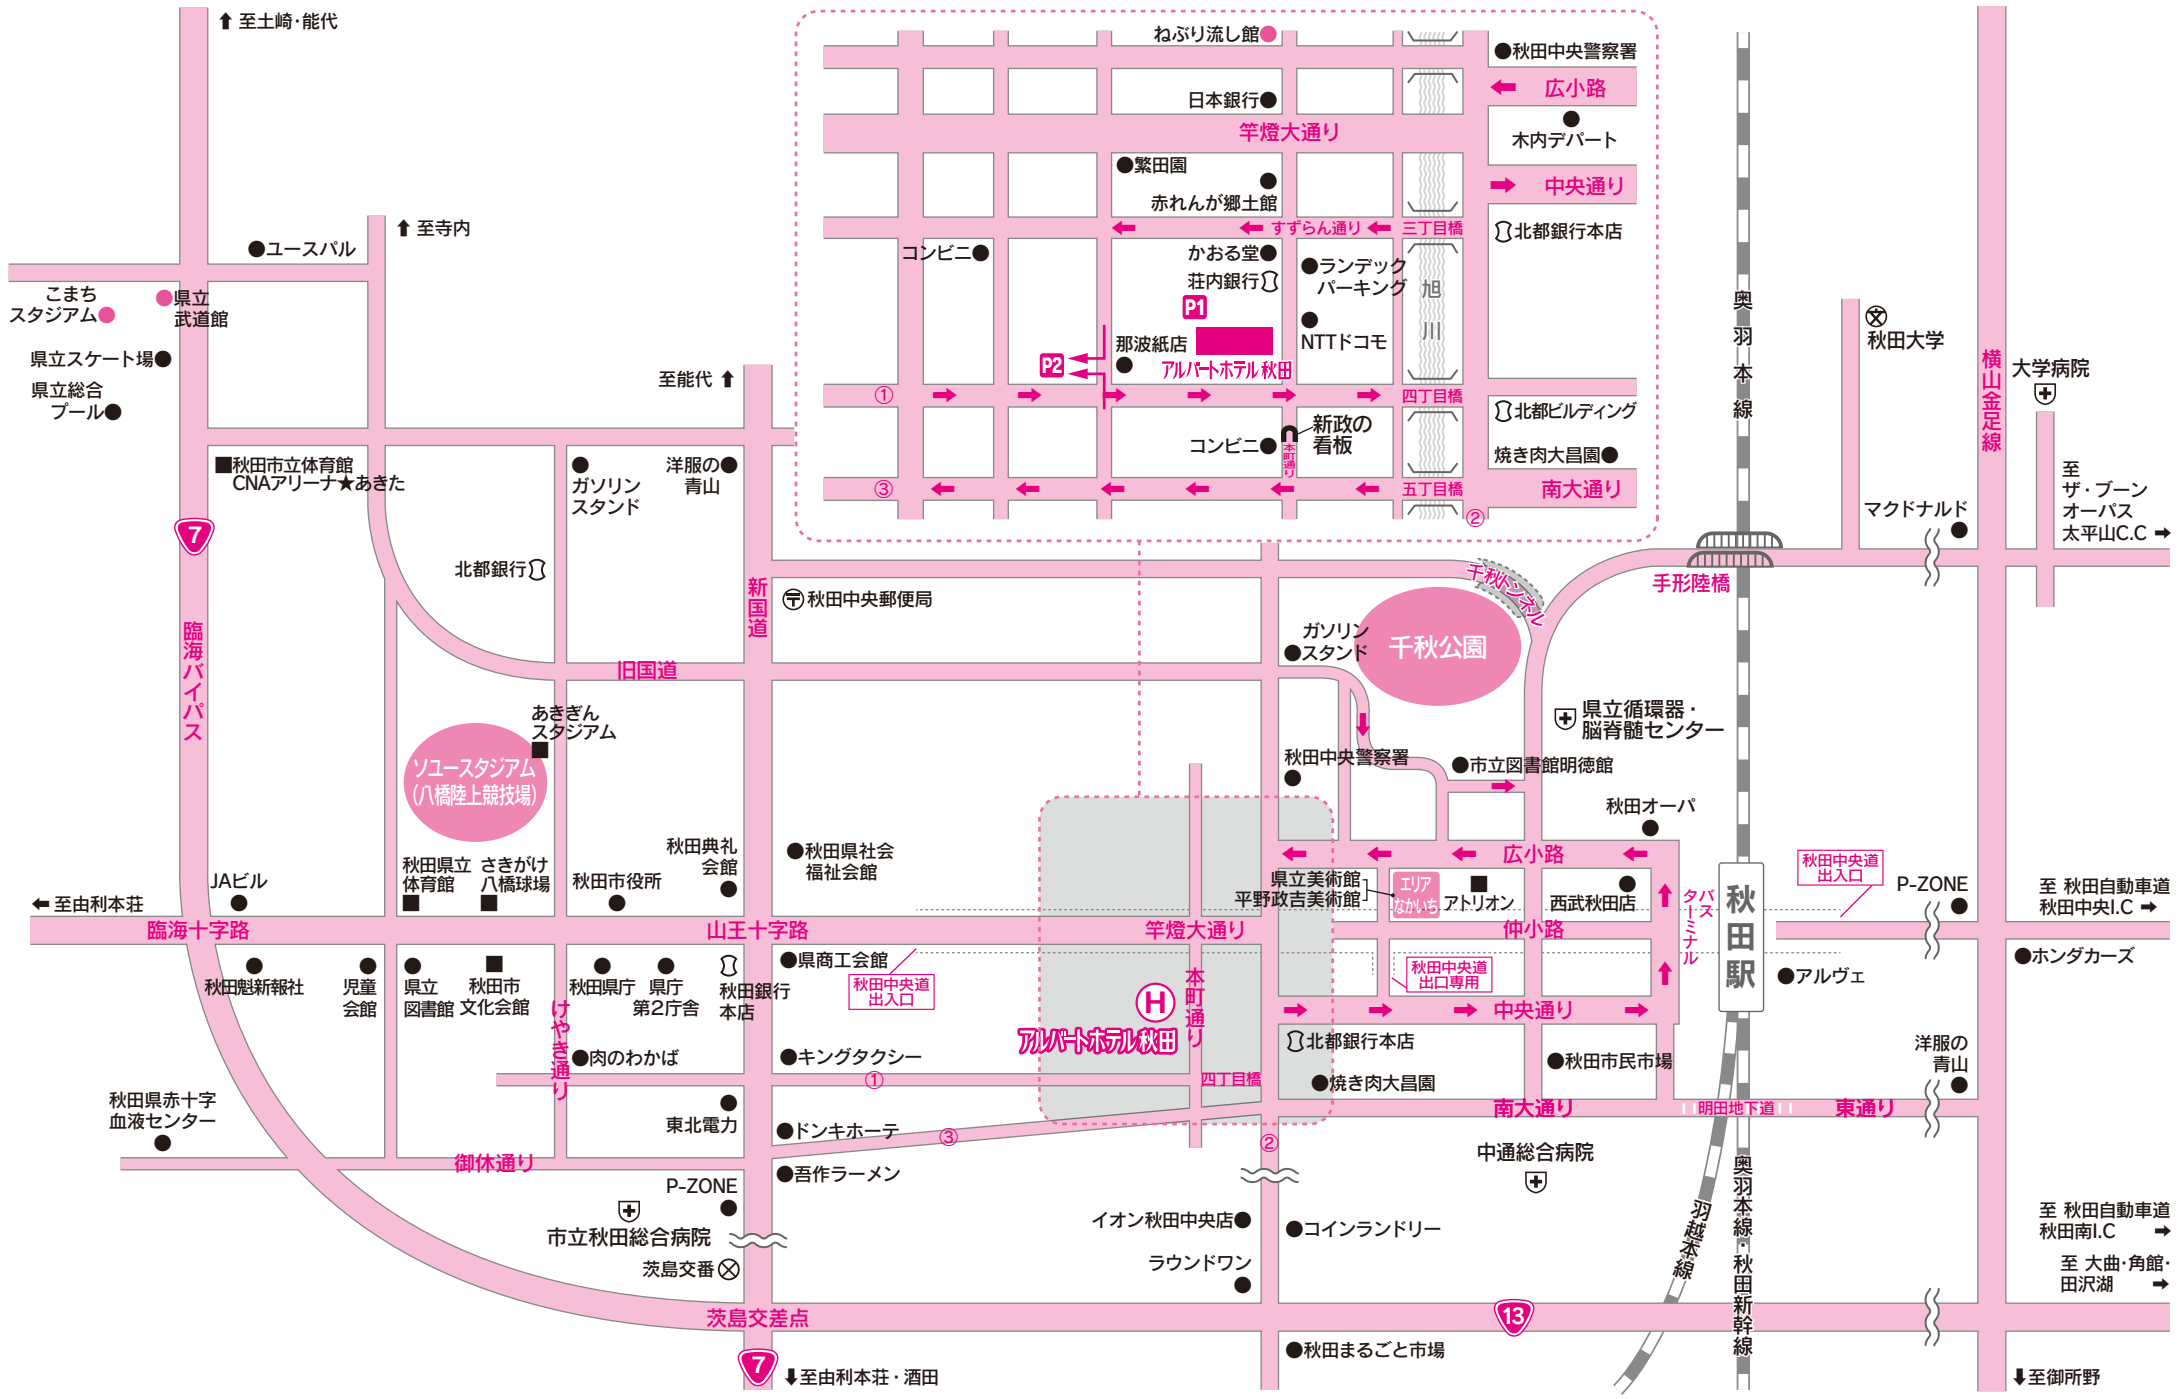 ⬆ 至土崎・能代
⬆ 至寺内
ユースパル
こまち
スタジアム
県立
武道館
県立スケート場
県立総合
プール
至能代 ⬆
秋田市立体育館
CNAアリーナ★あきた
ガソリン
スタンド
洋服の
青山
7
北都銀行
新国道
〒秋田中央郵便局
臨海バイパス
旧国道
あきぎん
スタジアム
ソユースタジアム
(八橋陸上競技場)
ねぶり流し館
秋田中央警察署
広小路
日本銀行
竿燈大通り
木内デパート
繁田園
赤れんが郷土館
中央通り
すずらん通り
三丁目橋
北都銀行本店
コンビニ
かおる堂
荘内銀行
ランデック
パーキング
旭川
P1
P2
那波紙店
アルバートホテル秋田
NTTドコモ
①
四丁目橋
北都ビルディング
新政の
看板
コンビニ
本町通り
焼き肉大昌園
③
五丁目橋
南大通り
②
奥羽本線
文
秋田大学
横山金足線
大学病院
至
ザ・ブーン
オーパス
太平山C.C ➡
マクドナルド
手形陸橋
千秋トンネル
千秋公園
ガソリン
スタンド
県立循環器・
脳脊髄センター
秋田中央警察署
市立図書館明徳館
秋田オーパ
広小路
県立美術館
平野政吉美術館
エリア
なかいち
アトリオン
西武秋田店
バスターミナル
秋田駅
秋田中央道
出入口
P-ZONE
至 秋田自動車道
秋田中央I.C ➡
ホンダカーズ
アルヴェ
仲小路
秋田中央道
出口専用
中央通り
北都銀行本店
焼き肉大昌園
秋田市民市場
洋服の
青山
南大通り
明田地下道
東通り
秋田典礼
会館
秋田県社会
福祉会館
JAビル
秋田県立
体育館
さきがけ
八橋球場
秋田市役所
⬅ 至由利本荘
臨海十字路
山王十字路
竿燈大通り
秋田魁新報社
児童
会館
県立
図書館
秋田市
文化会館
けやき通り
秋田県庁
県庁
第2庁舎
秋田銀行
本店
県商工会館
秋田中央道
出入口
H
アルバートホテル秋田
本町通り
肉のわかば
キングタクシー
①
四丁目橋
秋田県赤十字
血液センター
東北電力
ドンキホーテ
③
②
御休通り
吾作ラーメン
P-ZONE
市立秋田総合病院
茨島交番
イオン秋田中央店
コインランドリー
ラウンドワン
中通総合病院
羽越本線
奥羽本線・秋田新幹線
至 秋田自動車道
秋田南I.C ➡
至 大曲・角館・
田沢湖 ➡
茨島交差点
13
7
秋田まるごと市場
⬇至由利本荘・酒田
⬇至御所野